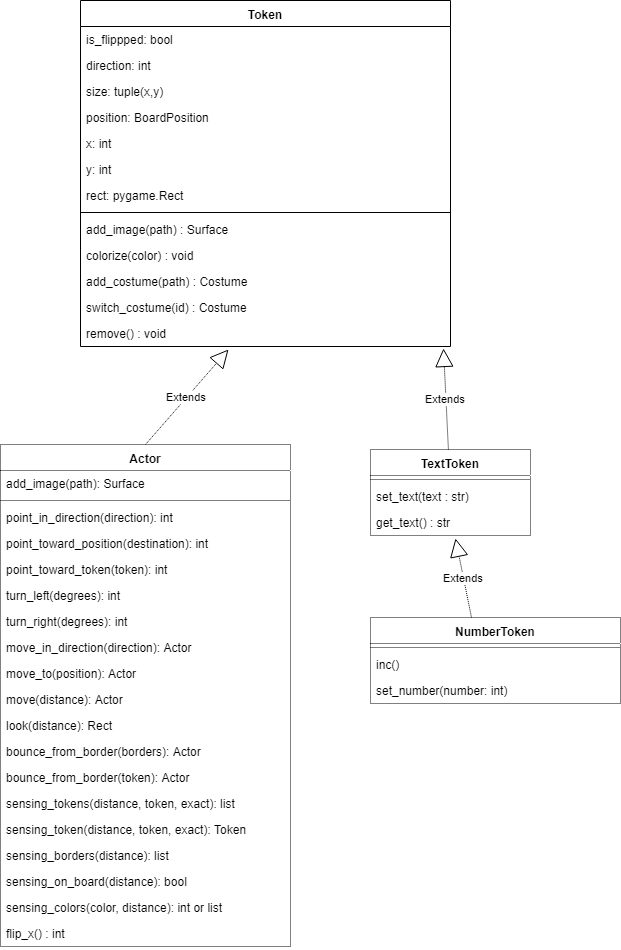 Token
is_flippped: bool
direction: int
size: tuple(x,y)
position: BoardPosition
x: int
y: int
rect: pygame.Rect
add_image(path) : Surface
colorize(color) : void
add_costume(path) : Costume
switch_costume(id) : Costume
remove() : void
Extends
Extends
Actor
add_image(path): Surface
point_in_direction(direction): int
point_toward_position(destination): int
point_toward_token(token): int
turn_left(degrees): int
turn_right(degrees): int
move_in_direction(direction): Actor
move_to(position): Actor
move(distance): Actor
look(distance): Rect
bounce_from_border(borders): Actor
bounce_from_border(token): Actor
sensing_tokens(distance, token, exact): list
sensing_token(distance, token, exact): Token
sensing_borders(distance): list
sensing_on_board(distance): bool
sensing_colors(color, distance): int or list
flip_x() : int
TextToken
set_text(text : str)
get_text() : str
Extends
NumberToken
inc()
set_number(number: int)